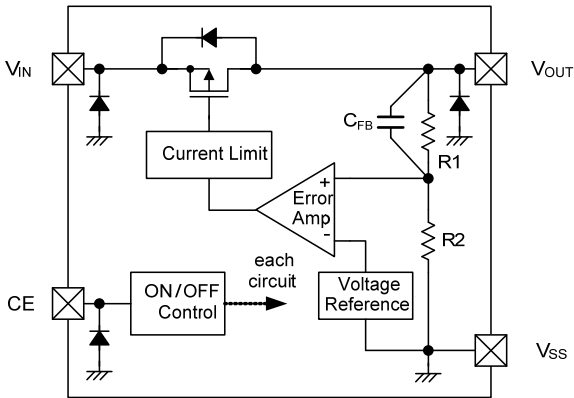 VIN
VOUT
CFB
R1
Current Limit
+
Error
Amp
-
R2
each
circuit
Voltage
Reference
CE
ON/OFF
Control
VSS